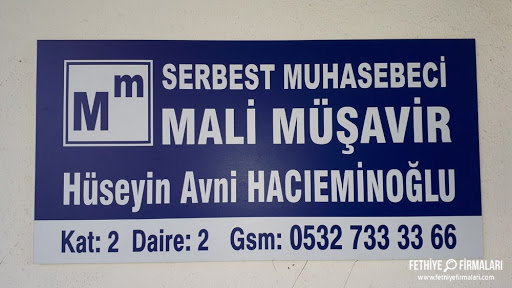 Mm
SERBEST MUHASEBECİ
MALİ MÜŞAVİR
Hüseyin Avni HACIEMİNOĞLU
Kat: 2 Daire: 2 Gsm: 0532 733 33 66
FETHİYE FİRMALARI
www.fethiyefirmalari.com